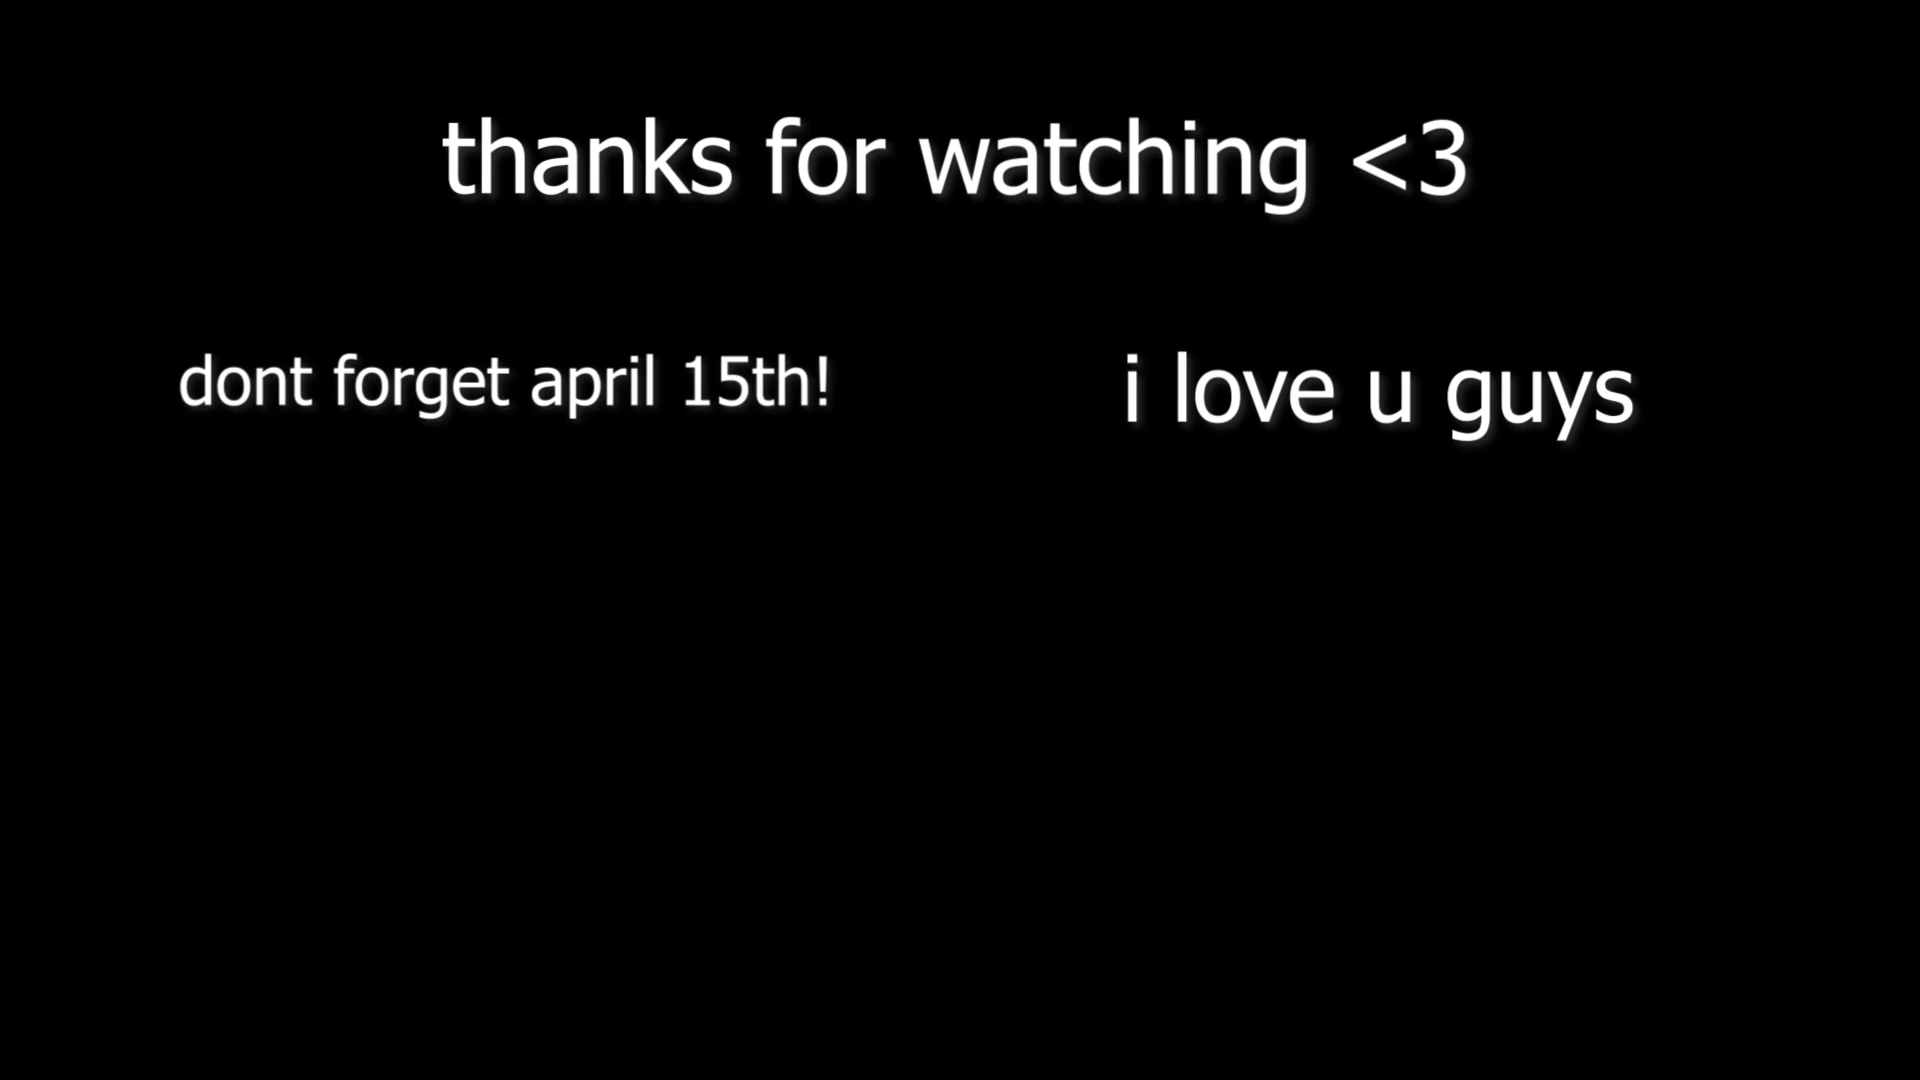 thanks for watching <3
dont forget april 15th!
i love u guys